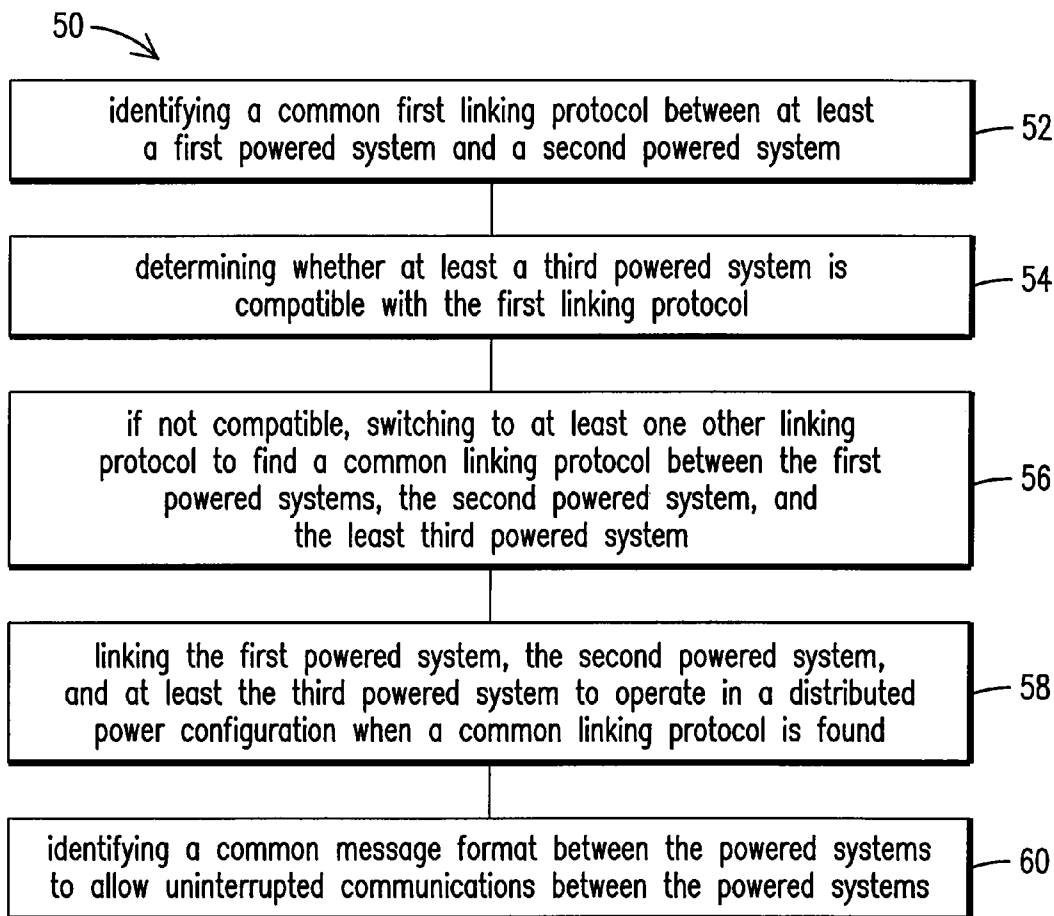 50
identifying a common first linking protocol between at least
a first powered system and a second powered system
52
determining whether at least a third powered system is
compatible with the first linking protocol
54
if not compatible, switching to at least one other linking
protocol to find a common linking protocol between the first
powered systems, the second powered system, and
the least third powered system
56
linking the first powered system, the second powered system,
and at least the third powered system to operate in a distributed
power configuration when a common linking protocol is found
58
identifying a common message format between the powered systems
to allow uninterrupted communications between the powered systems
60